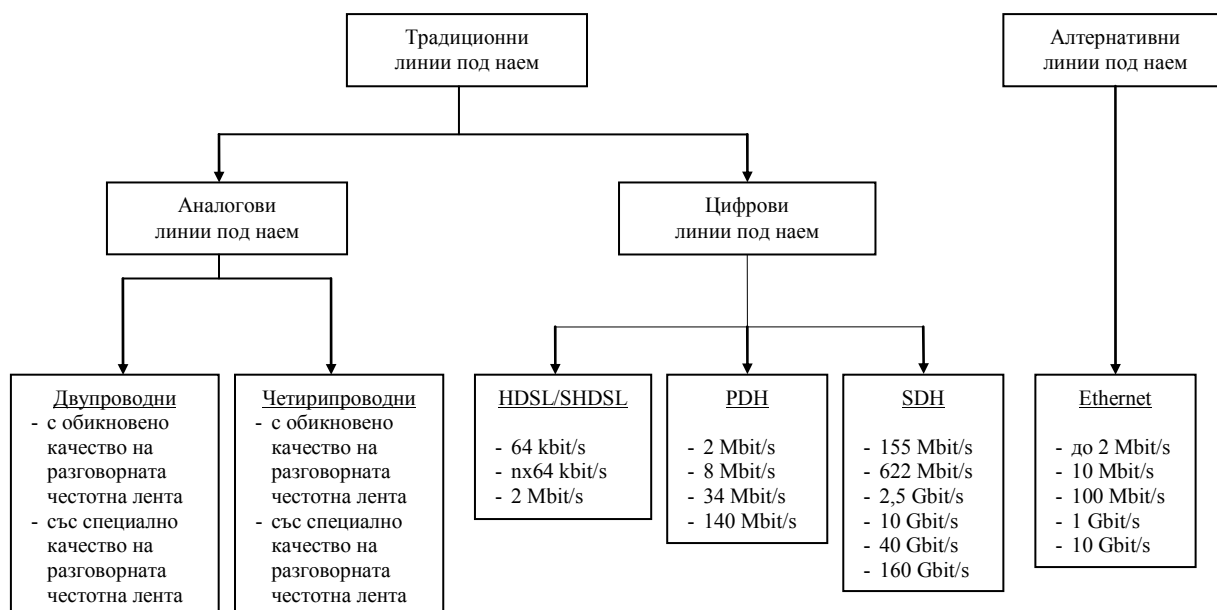 Традиционни
линии под наем
Алтернативни
линии под наем
Аналогови
линии под наем
Цифрови
линии под наем
Двупроводни
- с обикновено
качество на
разговорната
честотна лента
- със специално
качество на
разговорната
честотна лента
Четирипроводни
- с обикновено
качество на
разговорната
честотна лента
- със специално
качество на
разговорната
честотна лента
HDSL/SHDSL
- 64 kbit/s
- nx64 kbit/s
- 2 Mbit/s
PDH
- 2 Mbit/s
- 8 Mbit/s
- 34 Mbit/s
- 140 Mbit/s
SDH
- 155 Mbit/s
- 622 Mbit/s
- 2,5 Gbit/s
- 10 Gbit/s
- 40 Gbit/s
- 160 Gbit/s
Ethernet
- до 2 Mbit/s
- 10 Mbit/s
- 100 Mbit/s
- 1 Gbit/s
- 10 Gbit/s